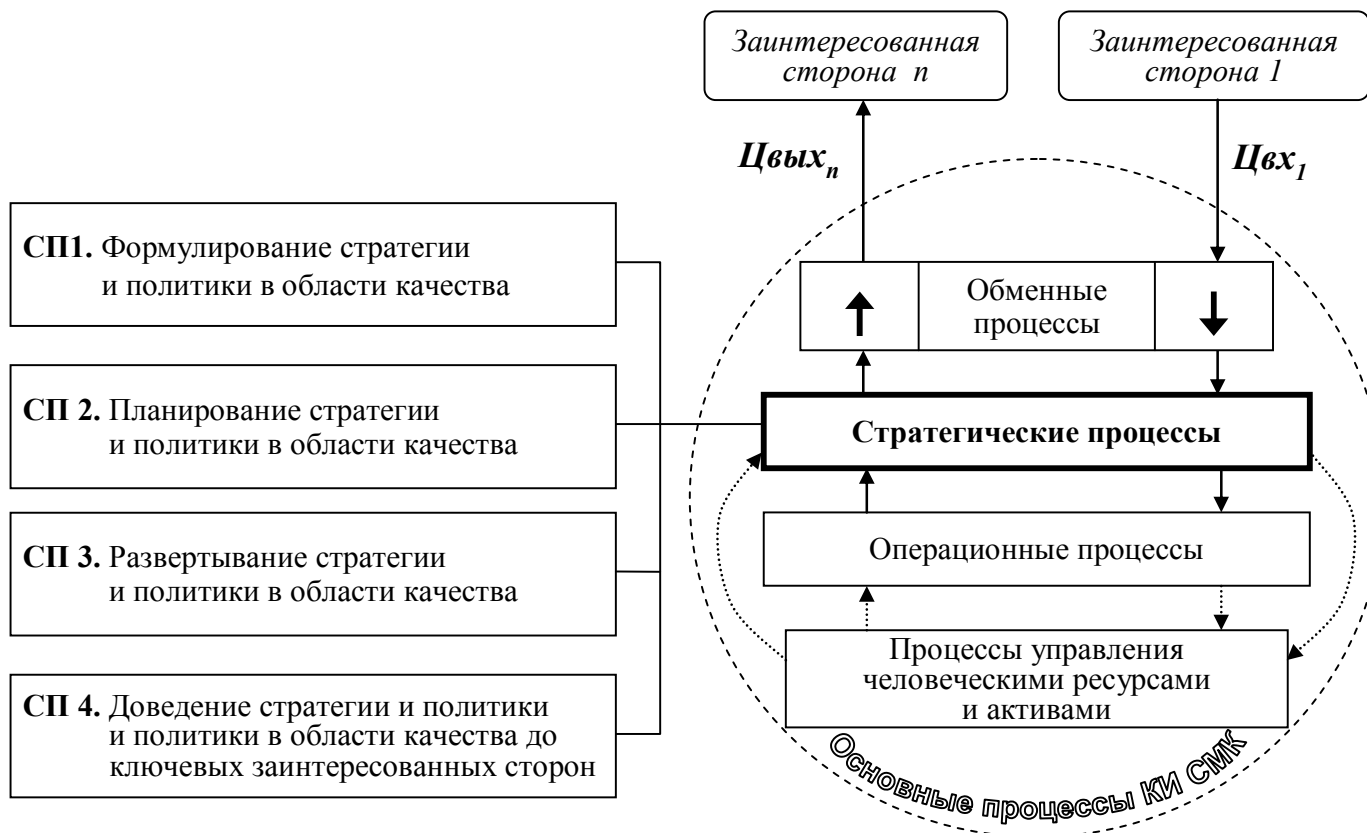 Заинтересованная
сторона n
Заинтересованная
сторона 1
Цвыхn
Цвх1
СП1. Формулирование стратегии
и политики в области качества
СП 2. Планирование стратегии
и политики в области качества
СП 3. Развертывание стратегии
и политики в области качества
СП 4. Доведение стратегии и политики
и политики в области качества до
ключевых заинтересованных сторон
Обменные
процессы
Стратегические процессы
Операционные процессы
Процессы управления
человеческими ресурсами
и активами
Основные процессы КИ СМК